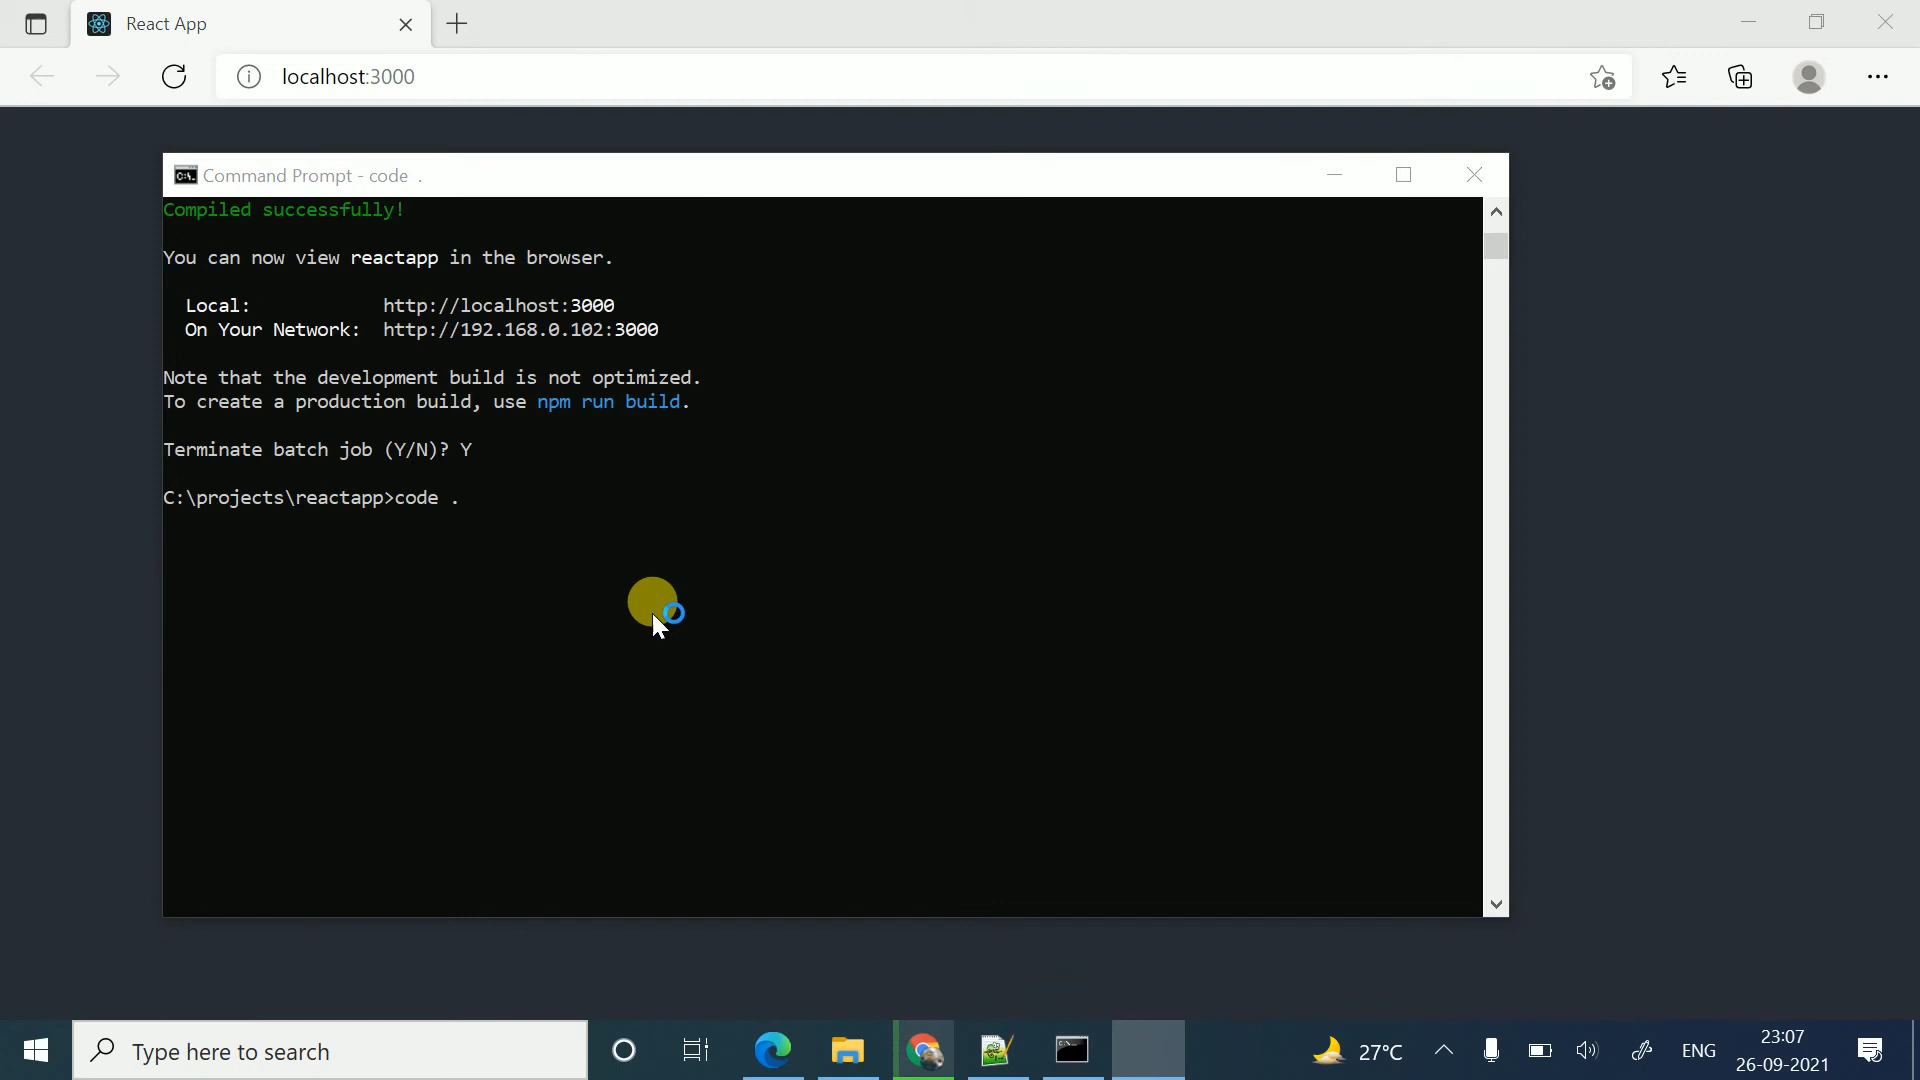 React App
localhost:3000
Command Prompt - code .
Compiled successfully!
You can now view reactapp in the browser.
Local: http://localhost:3000
On Your Network: http://192.168.0.102:3000
Note that the development build is not optimized.
To create a production build, use npm run build.
Terminate batch job (Y/N)? Y
C:\projects\reactapp>code .
Type here to search
27°C
ENG
23:07
26-09-2021